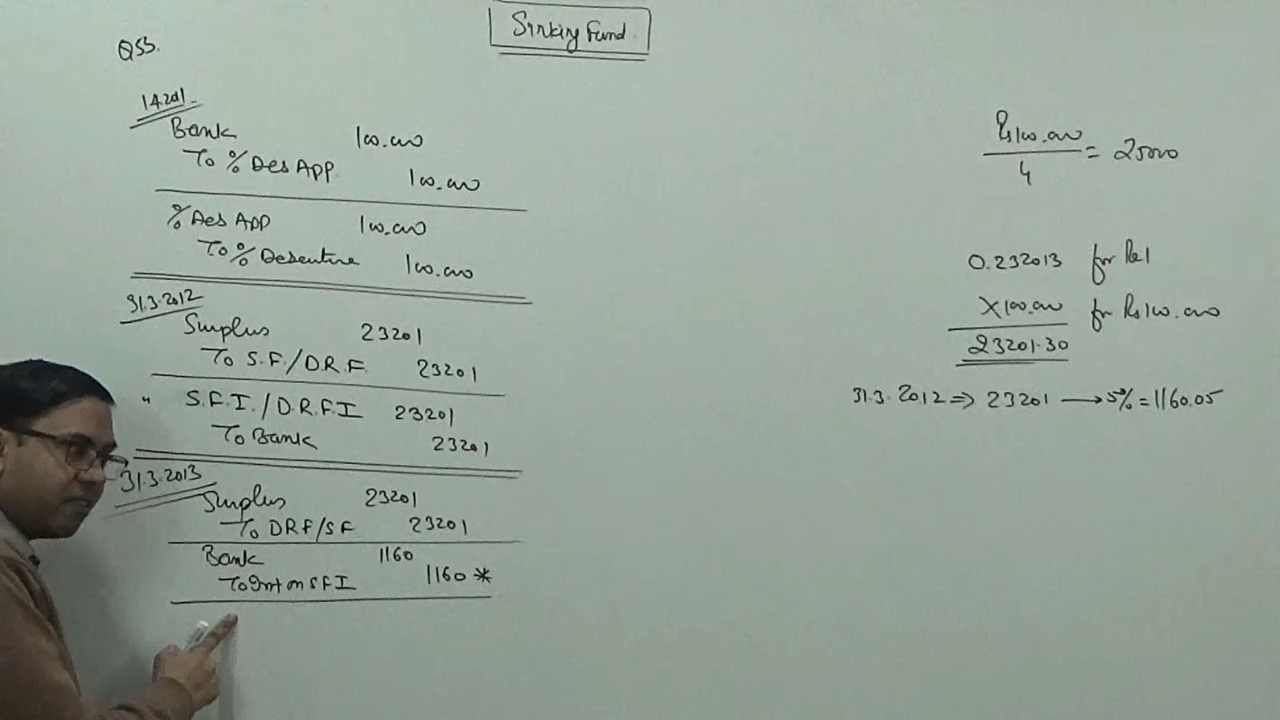 Sinking Fund
Q53.
1.4.2011
Bank 100.000
To % Deb App 100.000
% Deb App 100.000
To % Debenture 100.000
31.3.2012
Surplus 23201
To S.F./D.R.F. 23201
" S.F.I./D.R.F.I 23201
To Bank 23201
31.3.2013
Surplus 23201
To DRF/SF 23201
Bank 1160
To Int on SFI 1160 *
Rs100.000
4
= 25000
0.232013 for Re1
X100.000 for Rs100.000
23201.30
31.3.2012 ⇒ 23201 → 5% = 1160.05